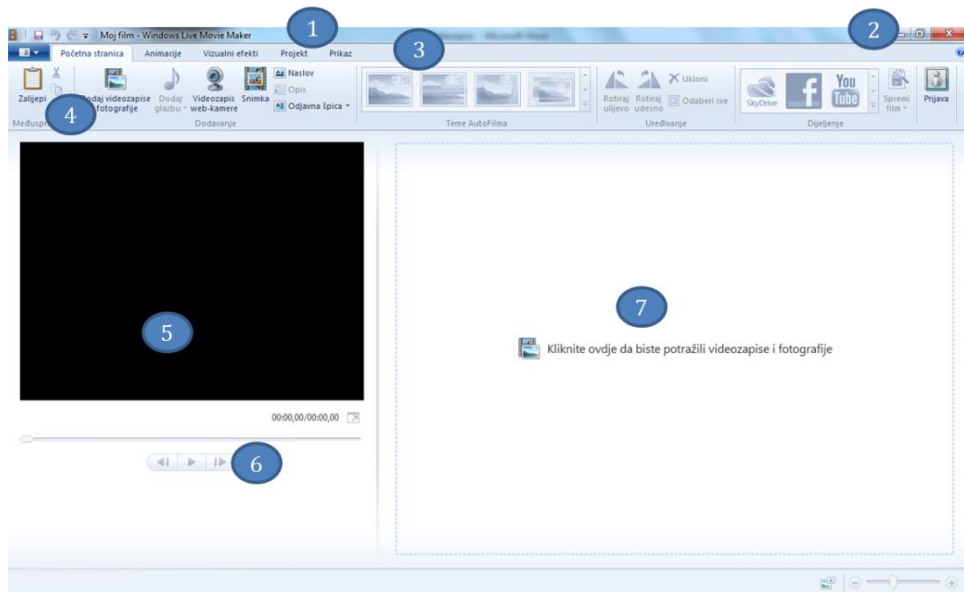 Moj film - Windows Live Movie Maker
1
2
Početna stranica Animacije Vizualni efekti Projekt Prikaz
3
Zalijepi
4
Dodaj videozapise
fotografije
Dodaj
glazbu
Videozapis
web-kamere
Snimka
Naslov
Opis
Odjavna špica
Rotiraj
ulijevo
Rotiraj
udesno
Ukloni
Odaberi sve
SkyDrive
f
You
Tube
Spremi
film
Prijava
Dodavanje
Teme AutoFilma
Uređivanje
Dijeljenje
5
7
Kliknite ovdje da biste potražili videozapise i fotografije
00:00,00/00:00,00
6